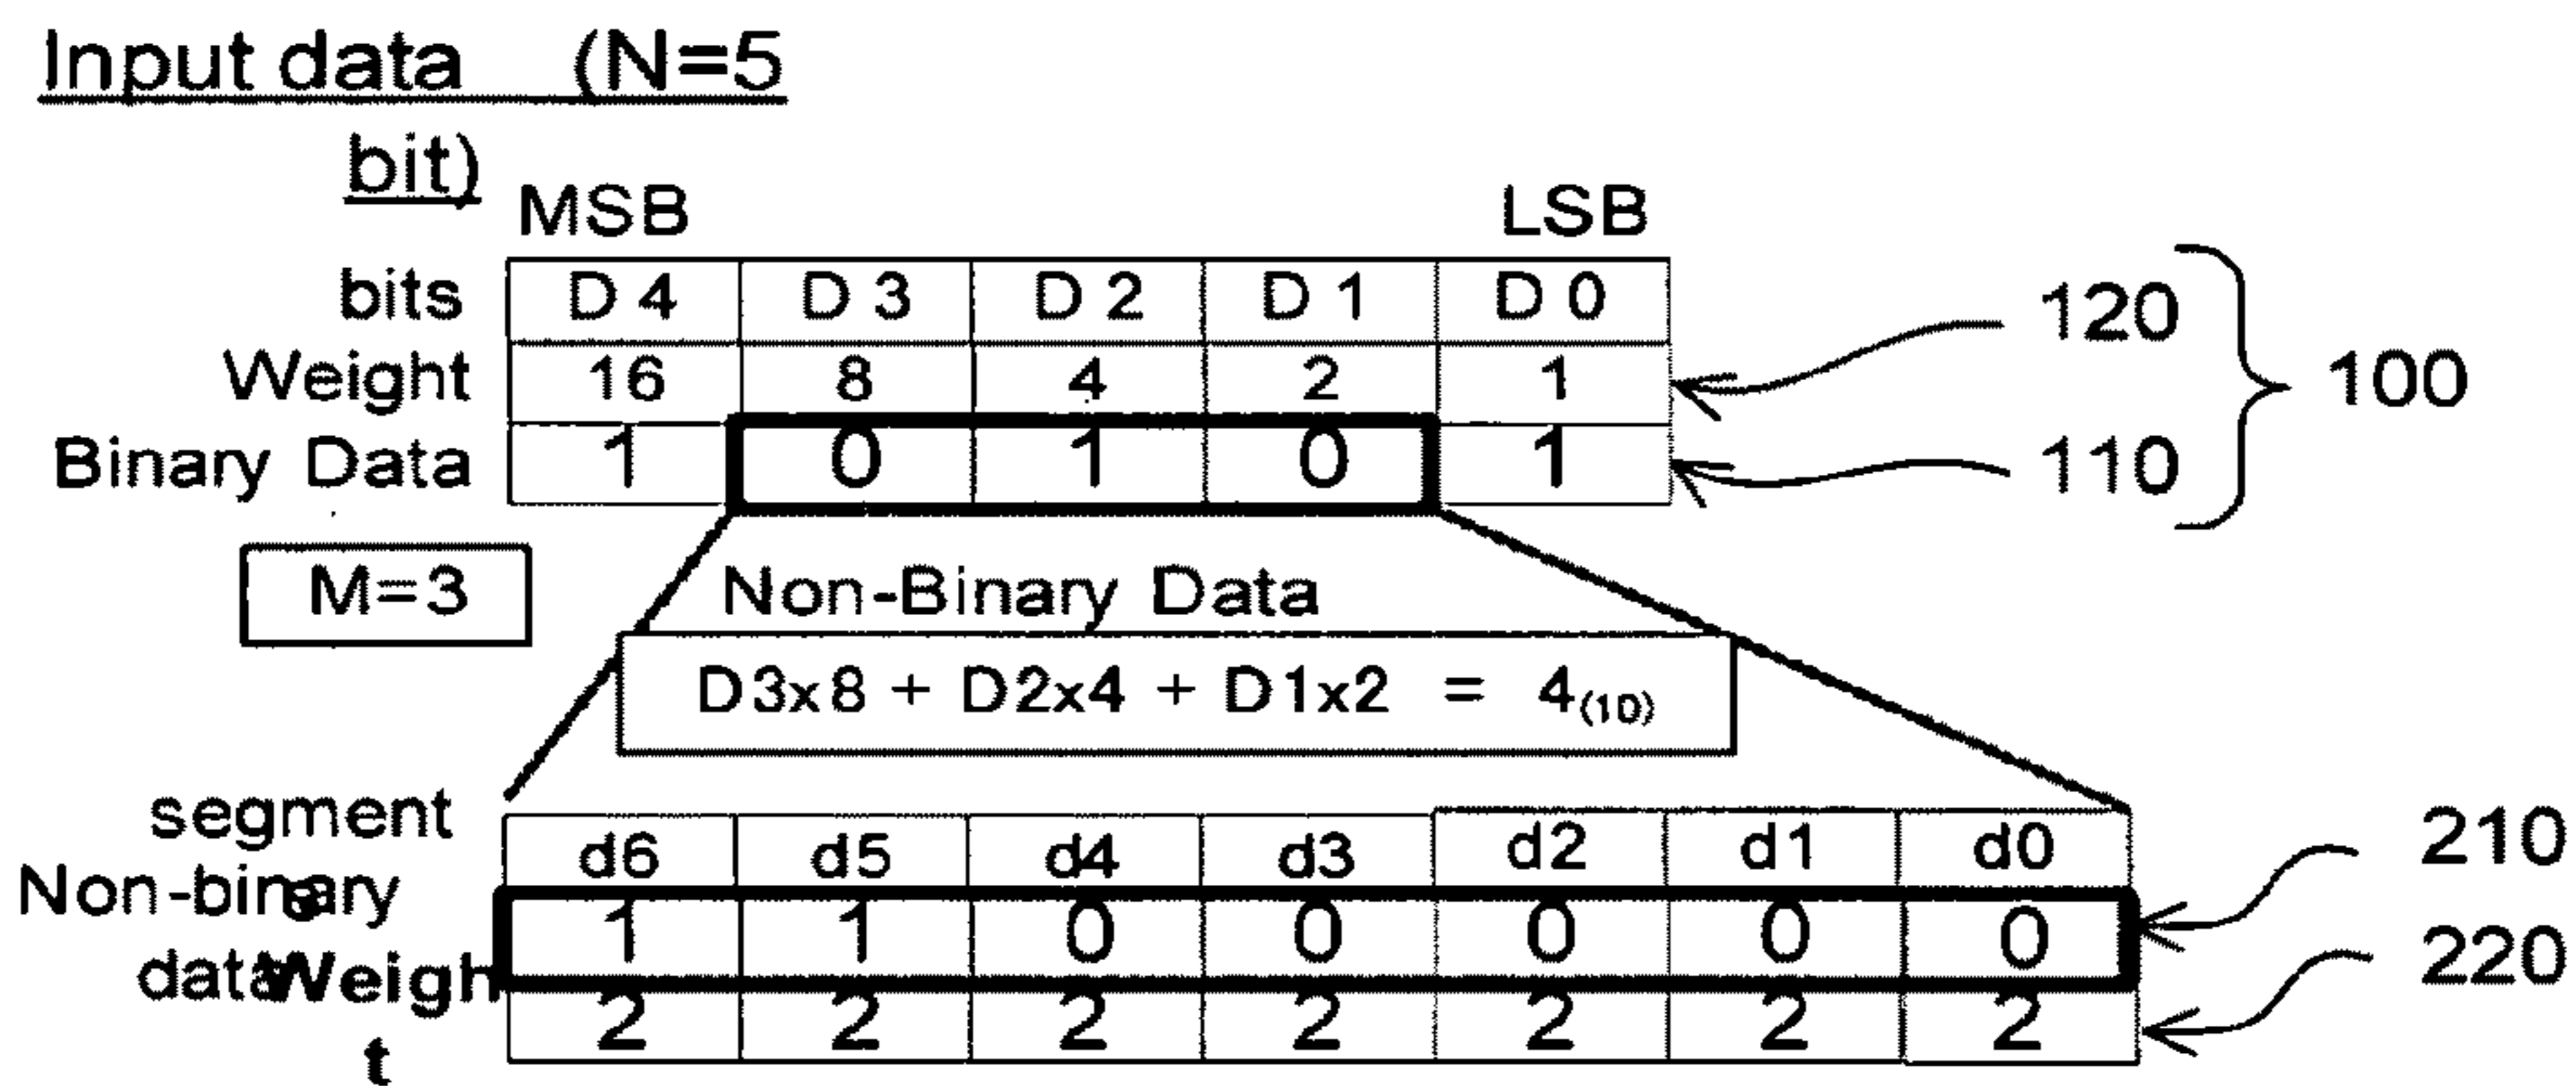 Input data (N=5
bit)
MSB LSB
bits D 4 D 3 D 2 D 1 D 0
120
Weight 16 8 4 2 1
100
Binary Data 1 0 1 0 1
110
M=3
Non-Binary Data
D3x8 + D2x4 + D1x2 = 4(10)
segment
s
d6 d5 d4 d3 d2 d1 d0
210
Non-binary
data
1 1 0 0 0 0 0
220
Weigh
t
2 2 2 2 2 2 2